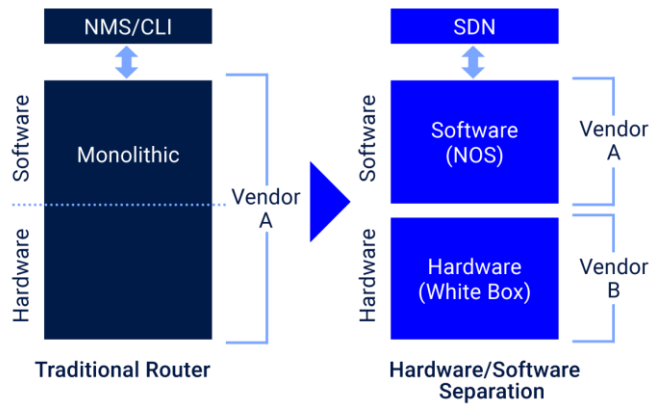 NMS/CLI
Software
Monolithic
Hardware
Vendor
A
Traditional Router
SDN
Software
Software
(NOS)
Vendor
A
Hardware
Hardware
(White Box)
Vendor
B
Hardware/Software
Separation